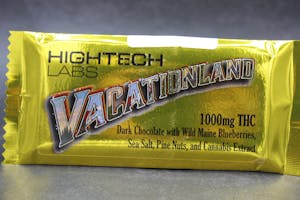 HIGHTECH
LABS
VACATIONLAND
1000mg THC
Dark Chocolate with Wild Maine Blueberries,
Sea Salt, Pine Nuts, and Cannabis Extract